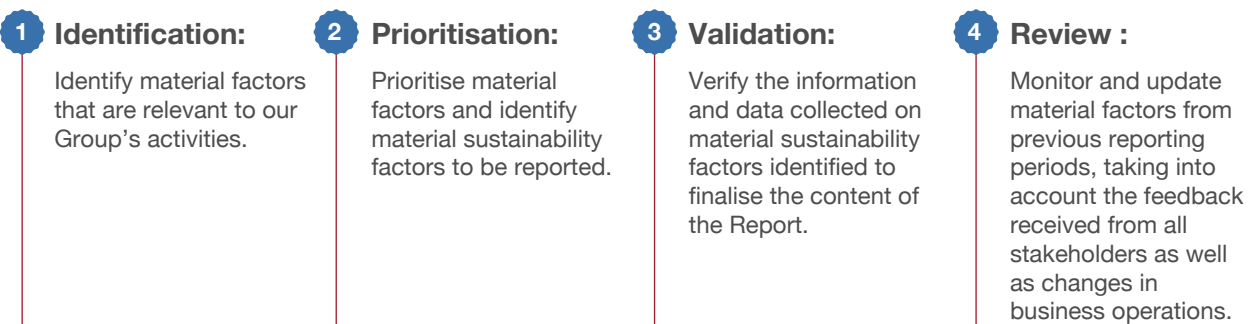 1 Identification:
Identify material factors
that are relevant to our
Group's activities.
2 Prioritisation:
Prioritise material
factors and identify
material sustainability
factors to be reported.
3 Validation:
Verify the information
and data collected on
material sustainability
factors identified to
finalise the content of
the Report.
4 Review :
Monitor and update
material factors from
previous reporting
periods, taking into
account the feedback
received from all
stakeholders as well
as changes in
business operations.